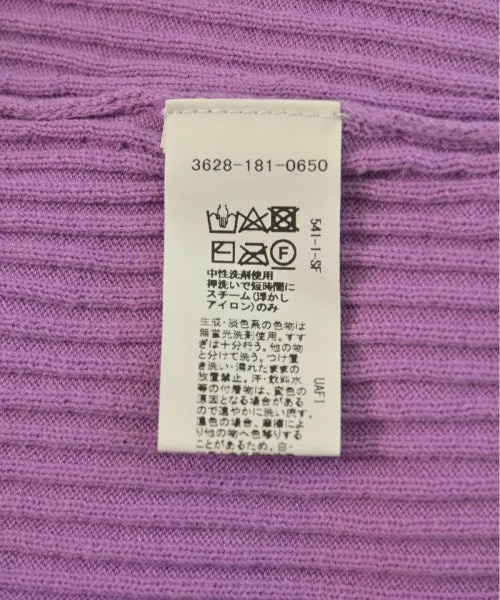 3628-181-0650
F
541-1-SF
中性洗剤使用
押洗いで短時間に
スチーム(浮かし
アイロン)のみ
生成・淡色系の色物は
無蛍光洗剤使用。すす
ぎは十分行う。他の物
と分けて洗う。つけ置
き洗い・濡れたままの
放置禁止。汗・飲料水
等の付着物は、変色の
原因となる場合がある
ので速やかに洗い流す。
濃色の場合、摩擦によ
り他の物へ色移りする
ことがあるため、白・
UAFT